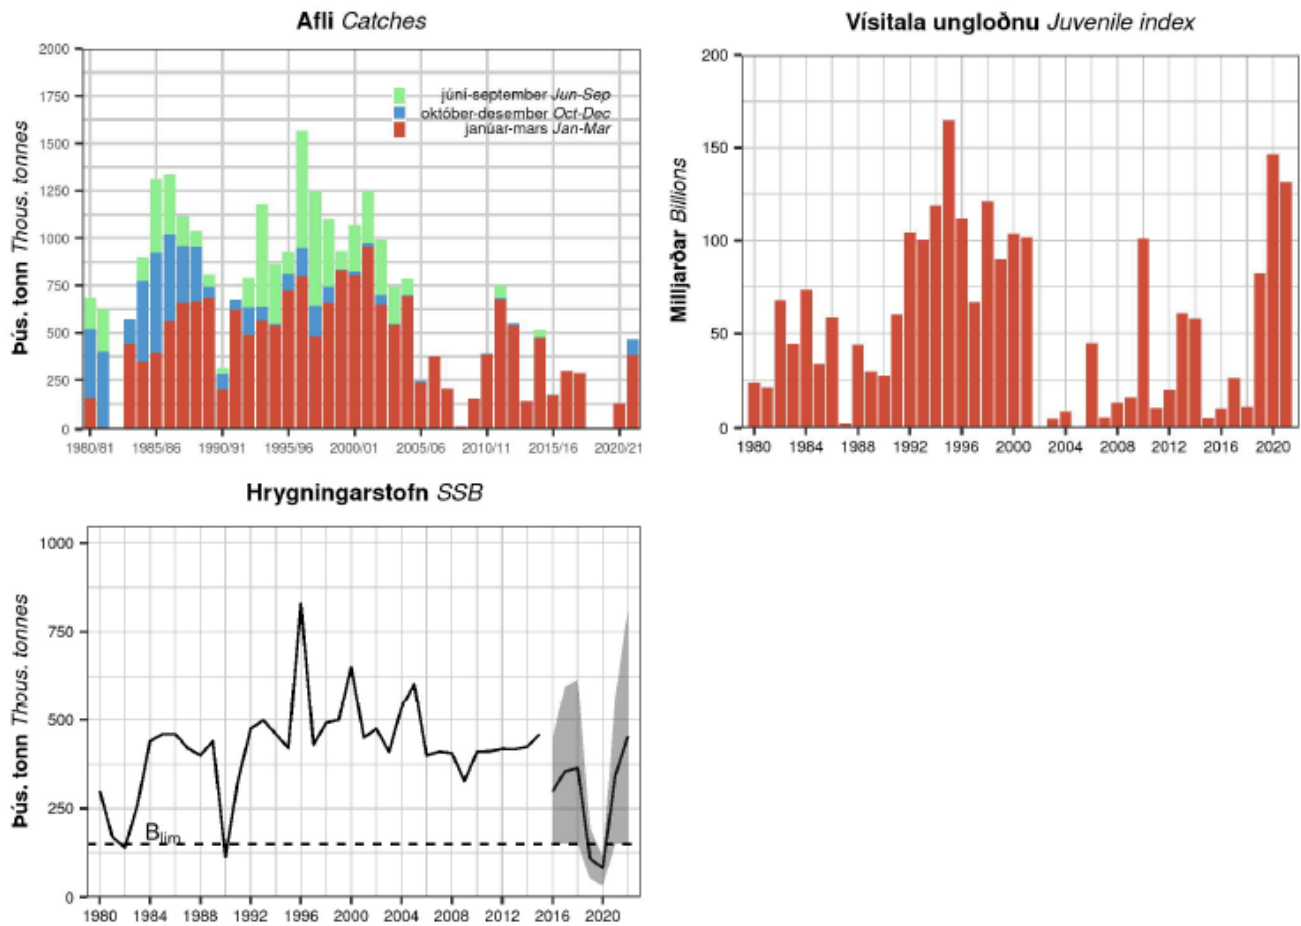 Afli Catches
Þús. tonn Thous. tonnes
2000
1750
1500
1250
1000
750
500
250
0
júní-september Jun-Sep
október-desember Oct-Dec
janúar-mars Jan-Mar
1980/81 1985/86 1990/91 1995/96 2000/01 2005/06 2010/11 2015/16 2020/21
Vísitala ungloðnu Juvenile index
Milljarðar Billions
200
150
100
50
0
1980 1984 1988 1992 1996 2000 2004 2008 2012 2016 2020
Hrygningarstofn SSB
Þús. tonn Thous. tonnes
1000
750
500
250
0
Blim
1980 1984 1988 1992 1996 2000 2004 2008 2012 2016 2020